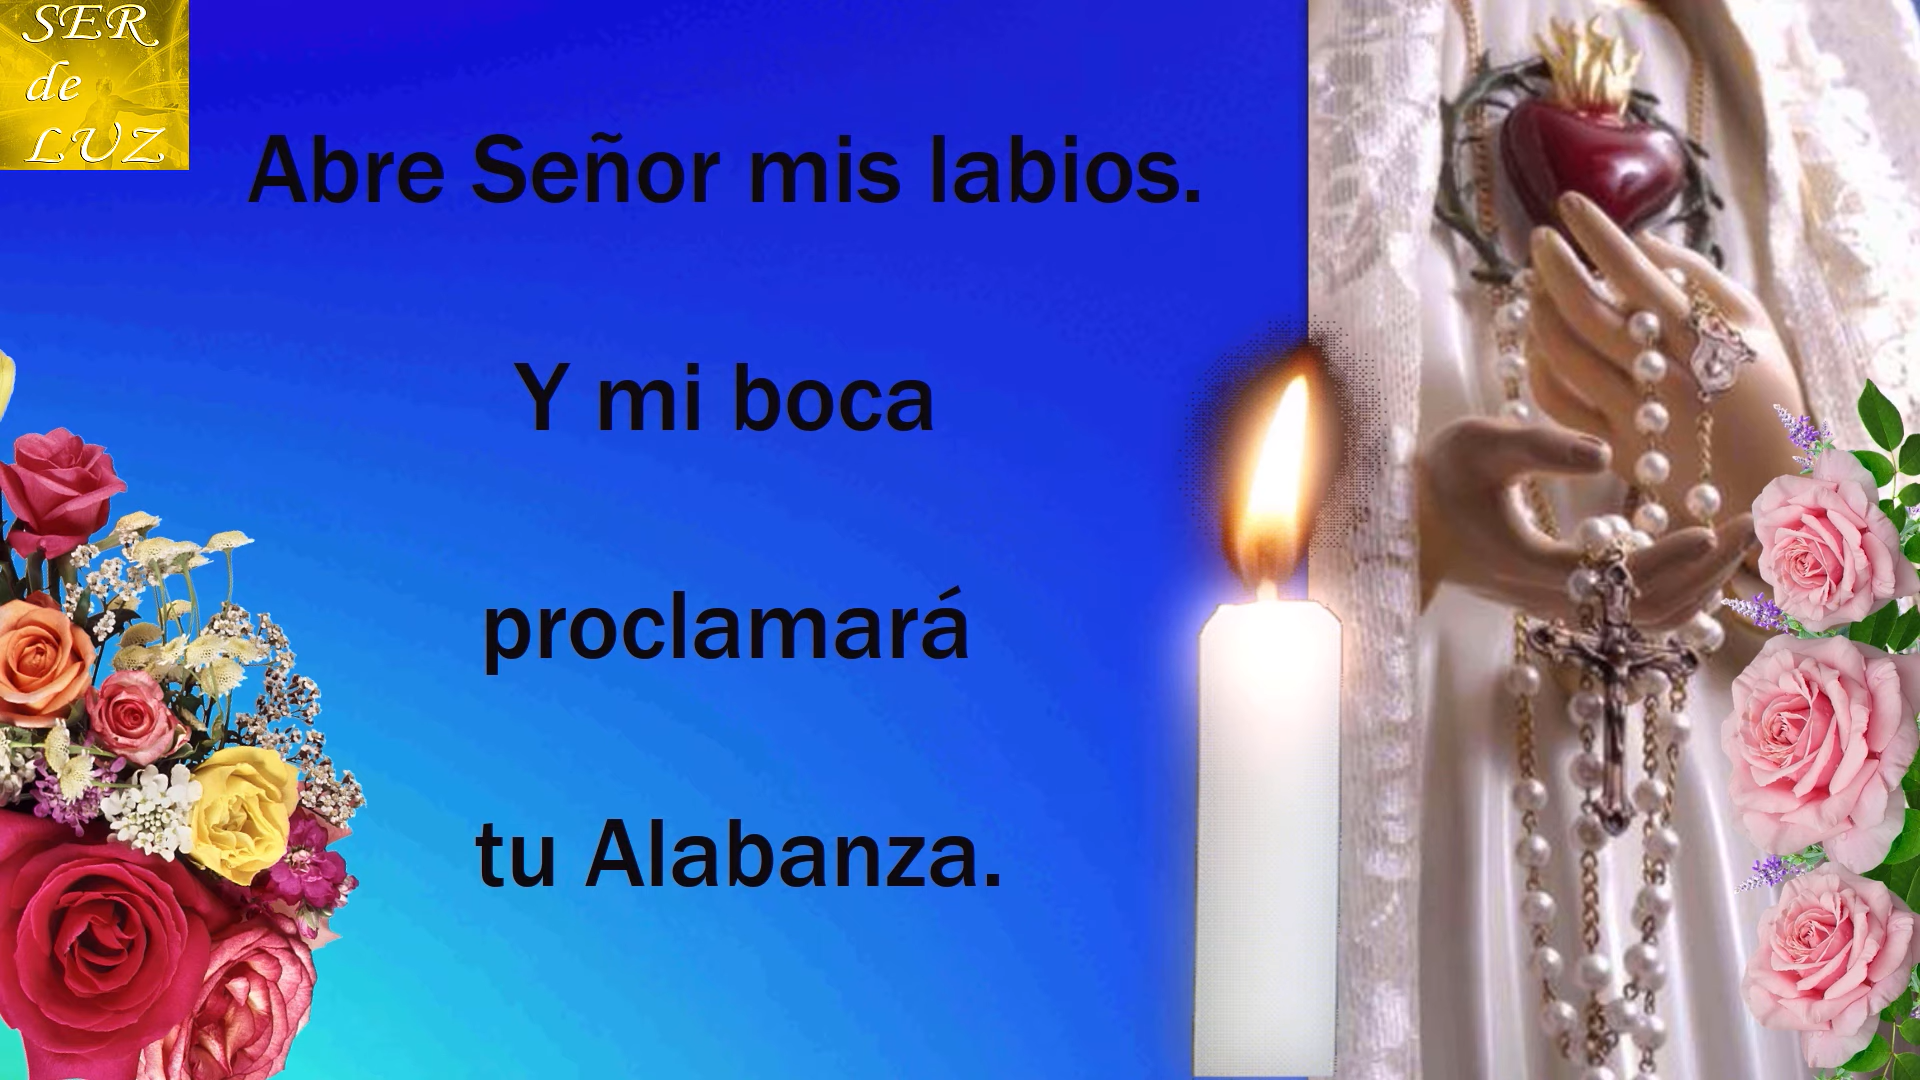 SER
de
LUZ
Abre Señor mis labios.
Y mi boca
proclamará
tu Alabanza.